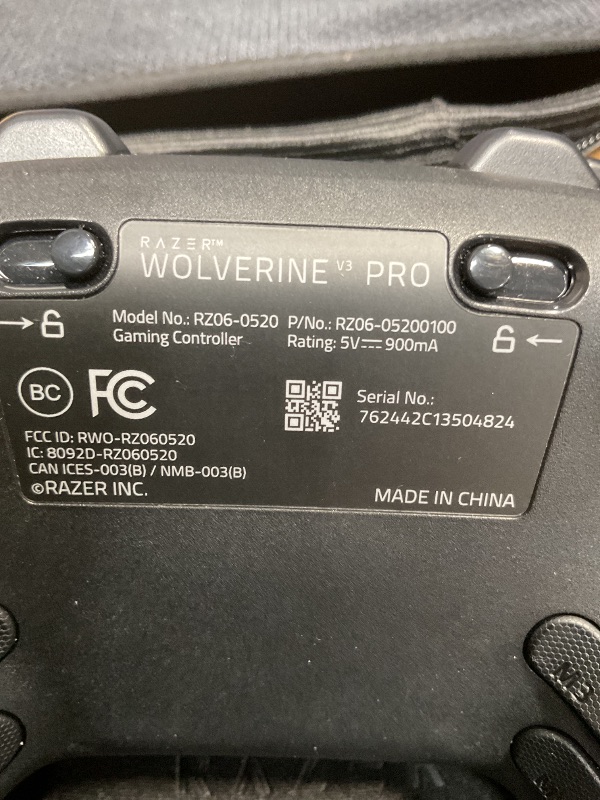 RAZER™
WOLVERINE V3 PRO
Model No.: RZ06-0520 P/No.: RZ06-05200100
Gaming Controller Rating: 5V⎓900mA
BC FC
Serial No.:
762442C13504824
FCC ID: RWO-RZ060520
IC: 8092D-RZ060520
CAN ICES-003(B) / NMB-003(B)
©RAZER INC.
MADE IN CHINA
M3